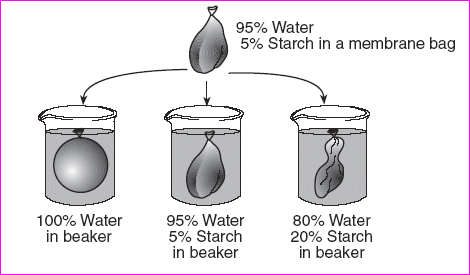 95% Water
5% Starch in a membrane bag
100% Water
in beaker
95% Water
5% Starch
in beaker
80% Water
20% Starch
in beaker